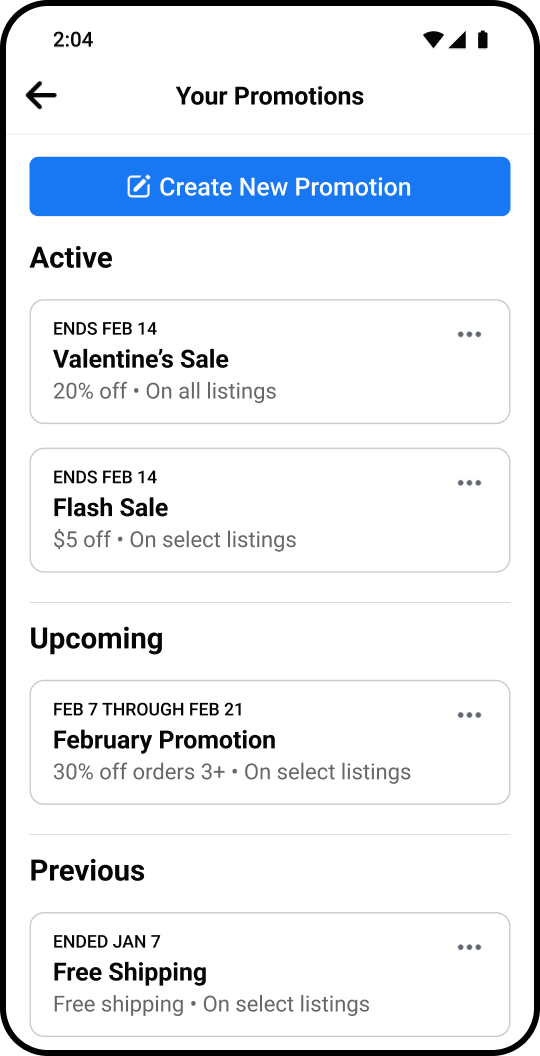 2:04
Your Promotions
Create New Promotion
Active
ENDS FEB 14
Valentine’s Sale
20% off • On all listings
ENDS FEB 14
Flash Sale
$5 off • On select listings
Upcoming
FEB 7 THROUGH FEB 21
February Promotion
30% off orders 3+ • On select listings
Previous
ENDED JAN 7
Free Shipping
Free shipping • On select listings